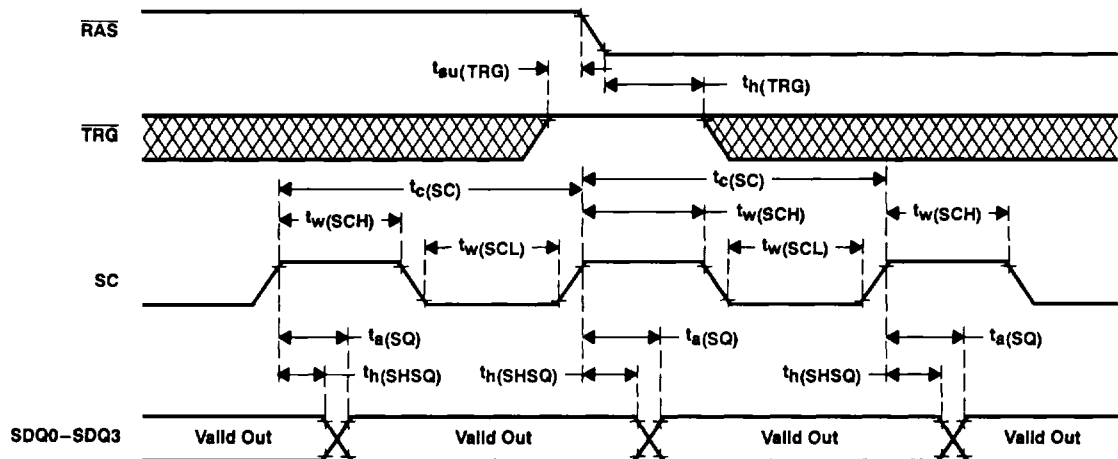 RAS
tsu(TRG)
th(TRG)
TRG
tc(SC)
tc(SC)
tw(SCH)
tw(SCH)
tw(SCH)
tw(SCL)
tw(SCL)
SC
ta(SQ)
ta(SQ)
ta(SQ)
th(SHSQ)
th(SHSQ)
th(SHSQ)
SDQ0–SDQ3
Valid Out
Valid Out
Valid Out
Valid Out